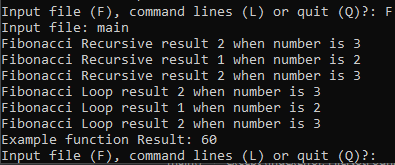 Input file (F), command lines (L) or quit (Q)?: F
Input file: main
Fibonacci Recursive result 2 when number is 3
Fibonacci Recursive result 1 when number is 2
Fibonacci Recursive result 2 when number is 3
Fibonacci Loop result 2 when number is 3
Fibonacci Loop result 1 when number is 2
Fibonacci Loop result 2 when number is 3
Example function Result: 60
Input file (F), command lines (L) or quit (Q)?: